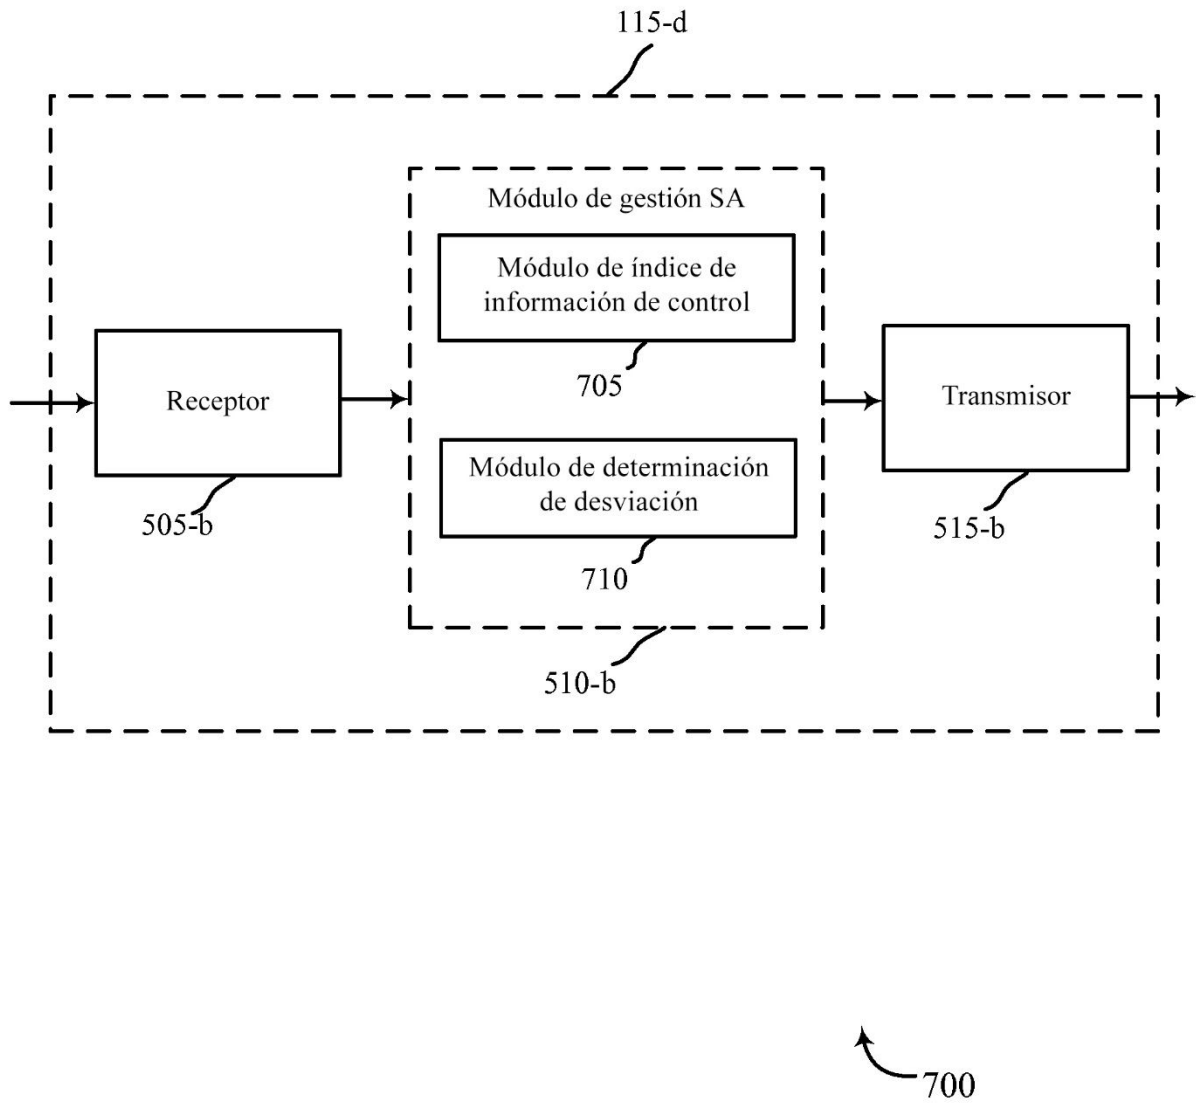 115-d
Módulo de gestión SA
Módulo de índice de
información de control
705
Receptor
505-b
Transmisor
515-b
Módulo de determinación
de desviación
710
510-b
700